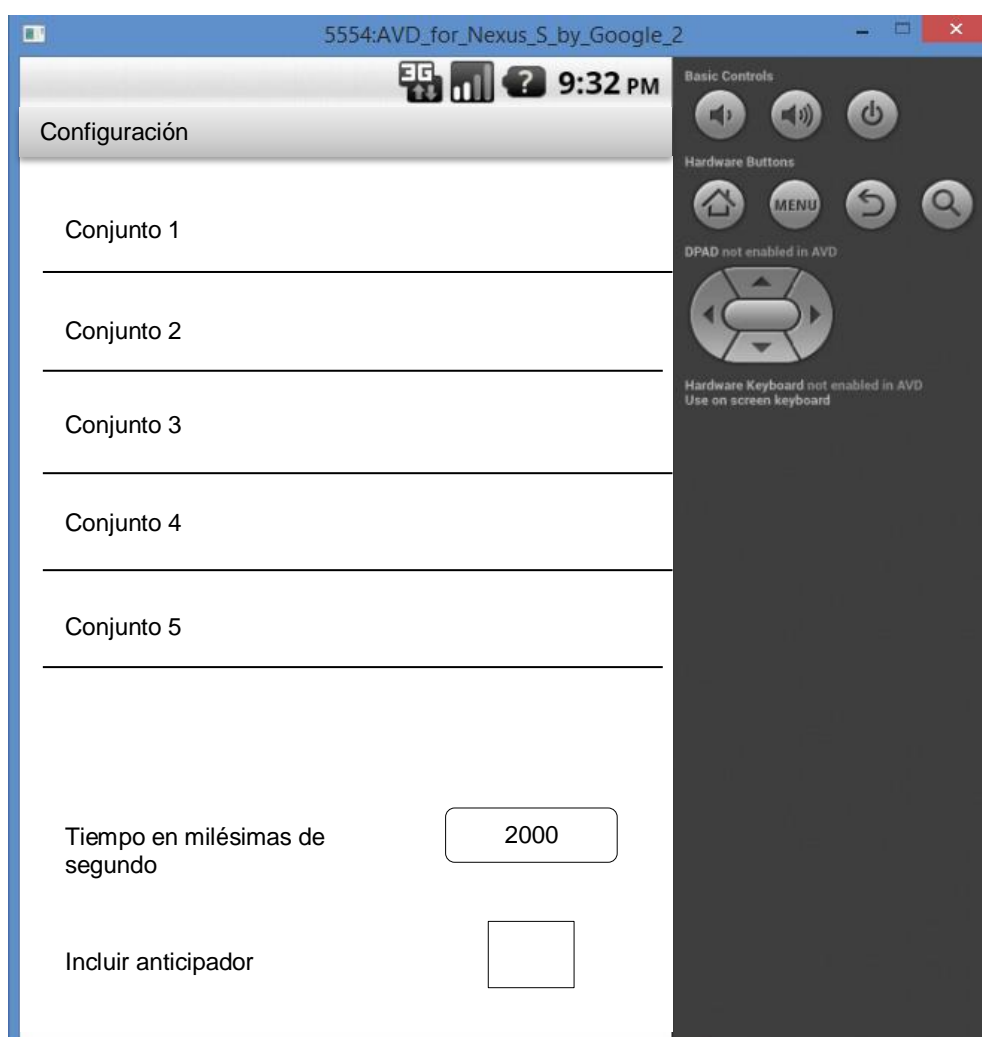 5554:AVD_for_Nexus_S_by_Google_2
3G ? 9:32 PM
Configuración
Conjunto 1
Conjunto 2
Conjunto 3
Conjunto 4
Conjunto 5
Tiempo en milésimas de
segundo
2000
Incluir anticipador
Basic Controls
Hardware Buttons
MENU
DPAD not enabled in AVD
Hardware Keyboard not enabled in AVD
Use on screen keyboard